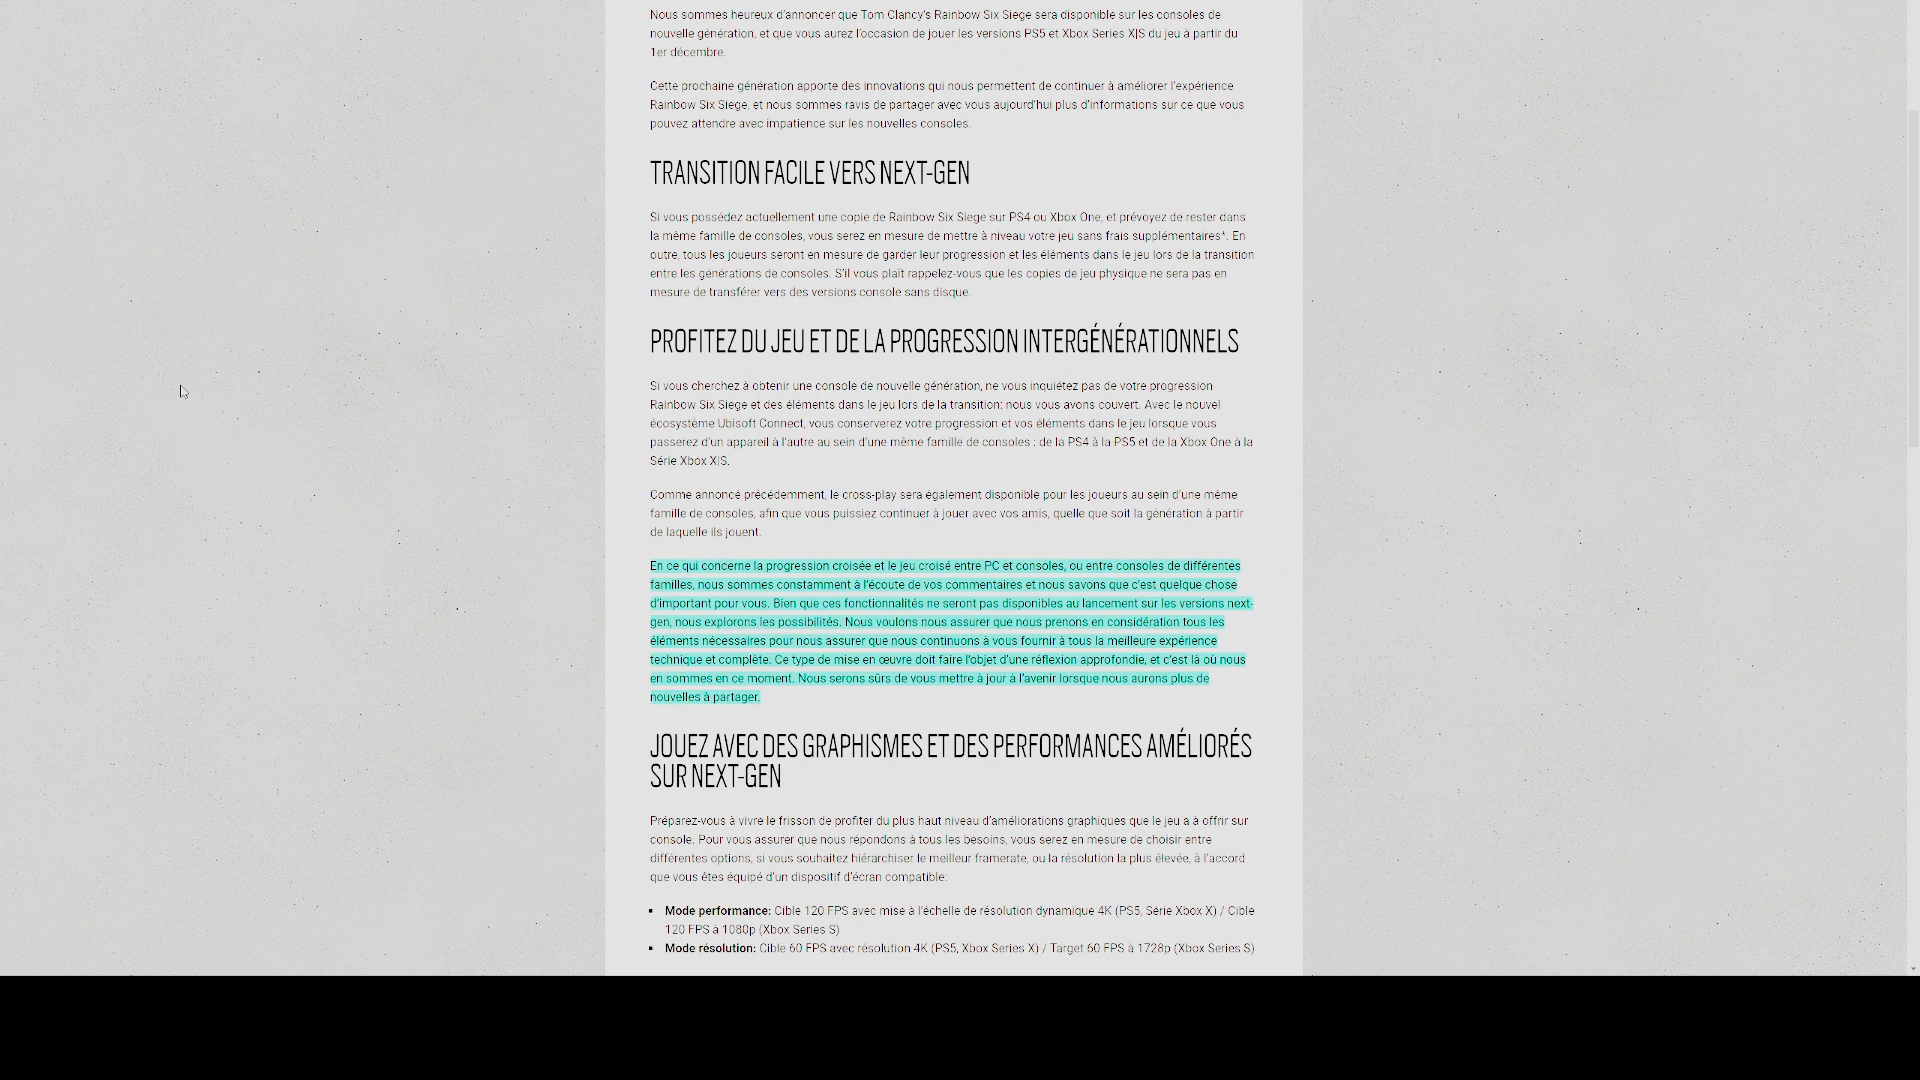 Nous sommes heureux d'annoncer que Tom Clancy's Rainbow Six Siege sera disponible sur les consoles de
nouvelle génération, et que vous aurez l'occasion de jouer les versions PS5 et Xbox Series X|S du jeu à partir du
1er décembre.
Cette prochaine génération apporte des innovations qui nous permettent de continuer à améliorer l'expérience
Rainbow Six Siege, et nous sommes ravis de partager avec vous aujourd'hui plus d'informations sur ce que vous
pouvez attendre avec impatience sur les nouvelles consoles.
TRANSITION FACILE VERS NEXT-GEN
Si vous possédez actuellement une copie de Rainbow Six Siege sur PS4 ou Xbox One, et prévoyez de rester dans
la même famille de consoles, vous serez en mesure de mettre à niveau votre jeu sans frais supplémentaires*. En
outre, tous les joueurs seront en mesure de garder leur progression et les éléments dans le jeu lors de la transition
entre les générations de consoles. S'il vous plaît rappelez-vous que les copies de jeu physique ne sera pas en
mesure de transférer vers des versions console sans disque.
PROFITEZ DU JEU ET DE LA PROGRESSION INTERGÉNÉRATIONNELS
Si vous cherchez à obtenir une console de nouvelle génération, ne vous inquiétez pas de votre progression
Rainbow Six Siege et des éléments dans le jeu lors de la transition: nous vous avons couvert. Avec le nouvel
écosystème Ubisoft Connect, vous conserverez votre progression et vos éléments dans le jeu lorsque vous
passerez d'un appareil à l'autre au sein d'une même famille de consoles : de la PS4 à la PS5 et de la Xbox One à la
Série Xbox X|S.
Comme annoncé précédemment, le cross-play sera également disponible pour les joueurs au sein d'une même
famille de consoles, afin que vous puissiez continuer à jouer avec vos amis, quelle que soit la génération à partir
de laquelle ils jouent.
En ce qui concerne la progression croisée et le jeu croisé entre PC et consoles, ou entre consoles de différentes
familles, nous sommes constamment à l'écoute de vos commentaires et nous savons que c'est quelque chose
d'important pour vous. Bien que ces fonctionnalités ne seront pas disponibles au lancement sur les versions next-
gen, nous explorons les possibilités. Nous voulons nous assurer que nous prenons en considération tous les
éléments nécessaires pour nous assurer que nous continuons à vous fournir à tous la meilleure expérience
technique et complète. Ce type de mise en œuvre doit faire l'objet d'une réflexion approfondie, et c'est là où nous
en sommes en ce moment. Nous serons sûrs de vous mettre à jour à l'avenir lorsque nous aurons plus de
nouvelles à partager.
JOUEZ AVEC DES GRAPHISMES ET DES PERFORMANCES AMÉLIORÉS
SUR NEXT-GEN
Préparez-vous à vivre le frisson de profiter du plus haut niveau d'améliorations graphiques que le jeu a à offrir sur
console. Pour vous assurer que nous répondons à tous les besoins, vous serez en mesure de choisir entre
différentes options, si vous souhaitez hiérarchiser le meilleur framerate, ou la résolution la plus élevée, à l'accord
que vous êtes équipé d'un dispositif d'écran compatible:
▪ Mode performance: Cible 120 FPS avec mise à l'échelle de résolution dynamique 4K (PS5, Série Xbox X) / Cible
120 FPS à 1080p (Xbox Series S)
▪ Mode résolution: Cible 60 FPS avec résolution 4K (PS5, Xbox Series X) / Target 60 FPS à 1728p (Xbox Series S)